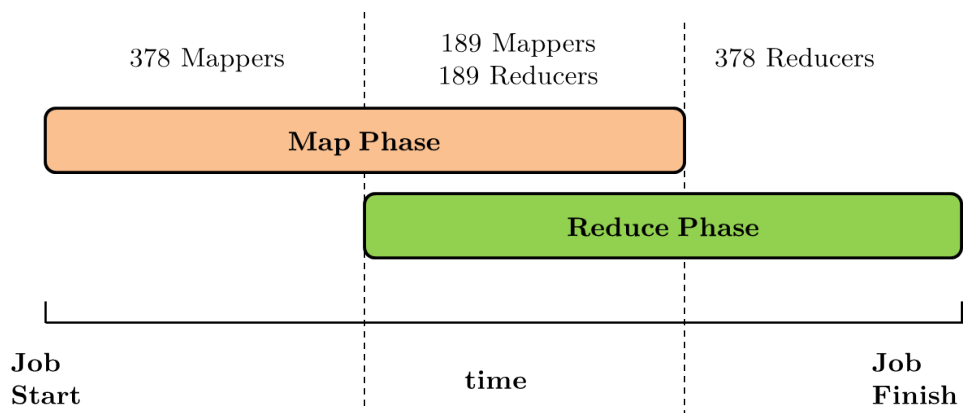 378 Mappers
189 Mappers
189 Reducers
378 Reducers
Map Phase
Reduce Phase
Job
Start
time
Job
Finish